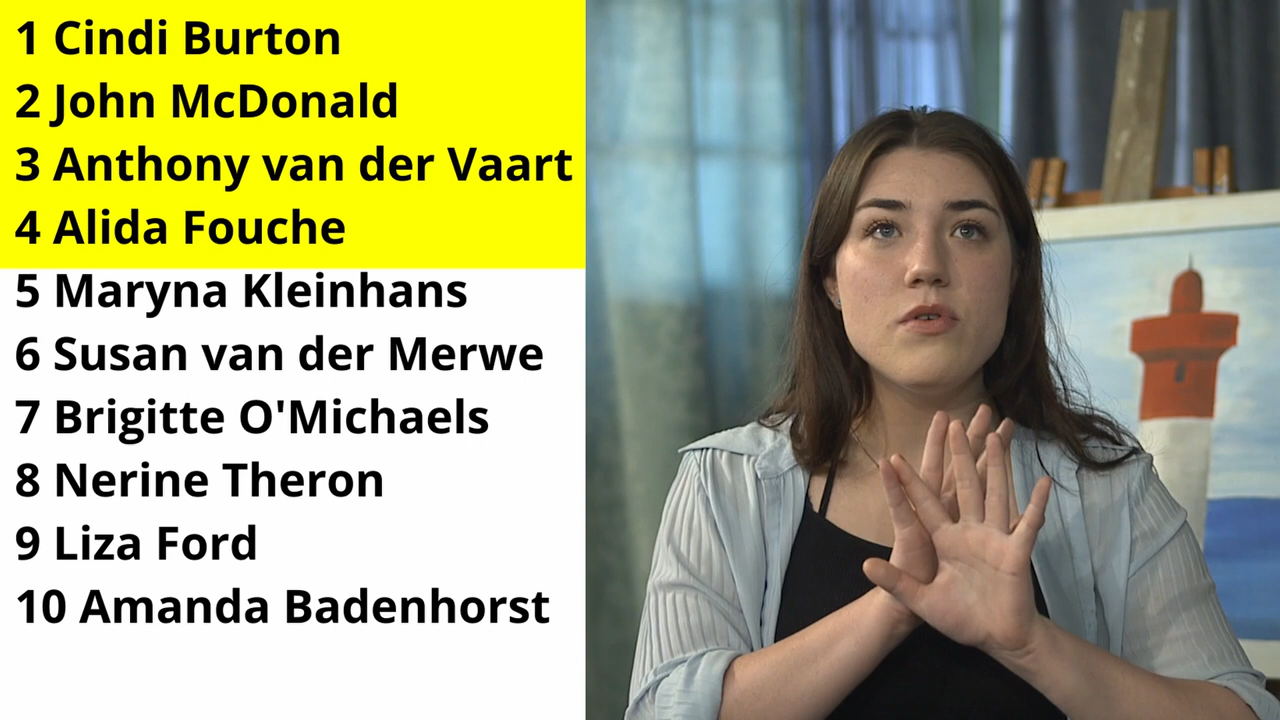 1 Cindi Burton
2 John McDonald
3 Anthony van der Vaart
4 Alida Fouche
5 Maryna Kleinhans
6 Susan van der Merwe
7 Brigitte O'Michaels
8 Nerine Theron
9 Liza Ford
10 Amanda Badenhorst